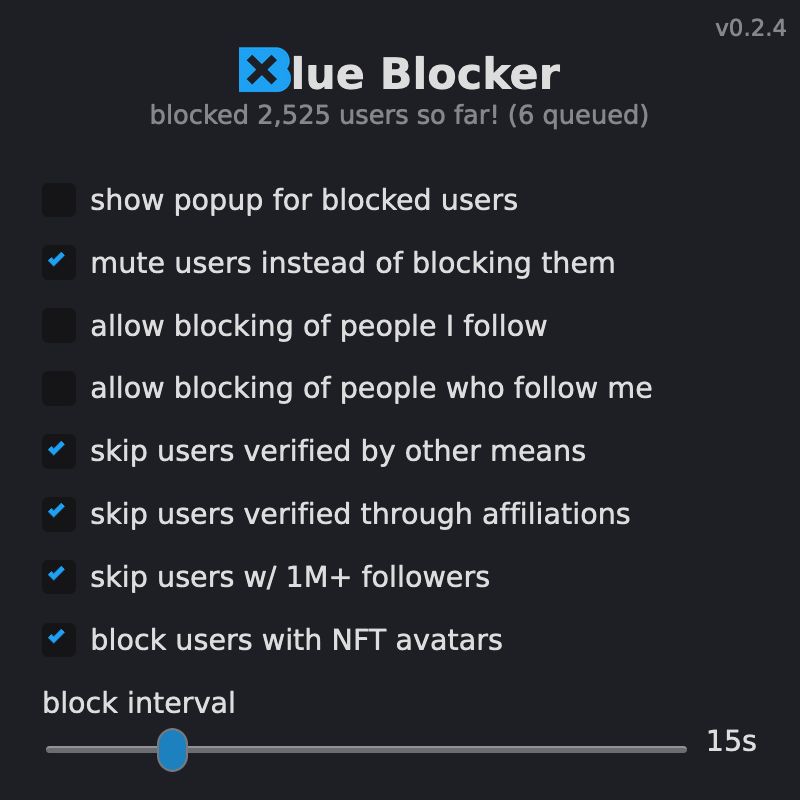 v0.2.4
Blue Blocker
blocked 2,525 users so far! (6 queued)
show popup for blocked users
mute users instead of blocking them
allow blocking of people I follow
allow blocking of people who follow me
skip users verified by other means
skip users verified through affiliations
skip users w/ 1M+ followers
block users with NFT avatars
block interval
15s